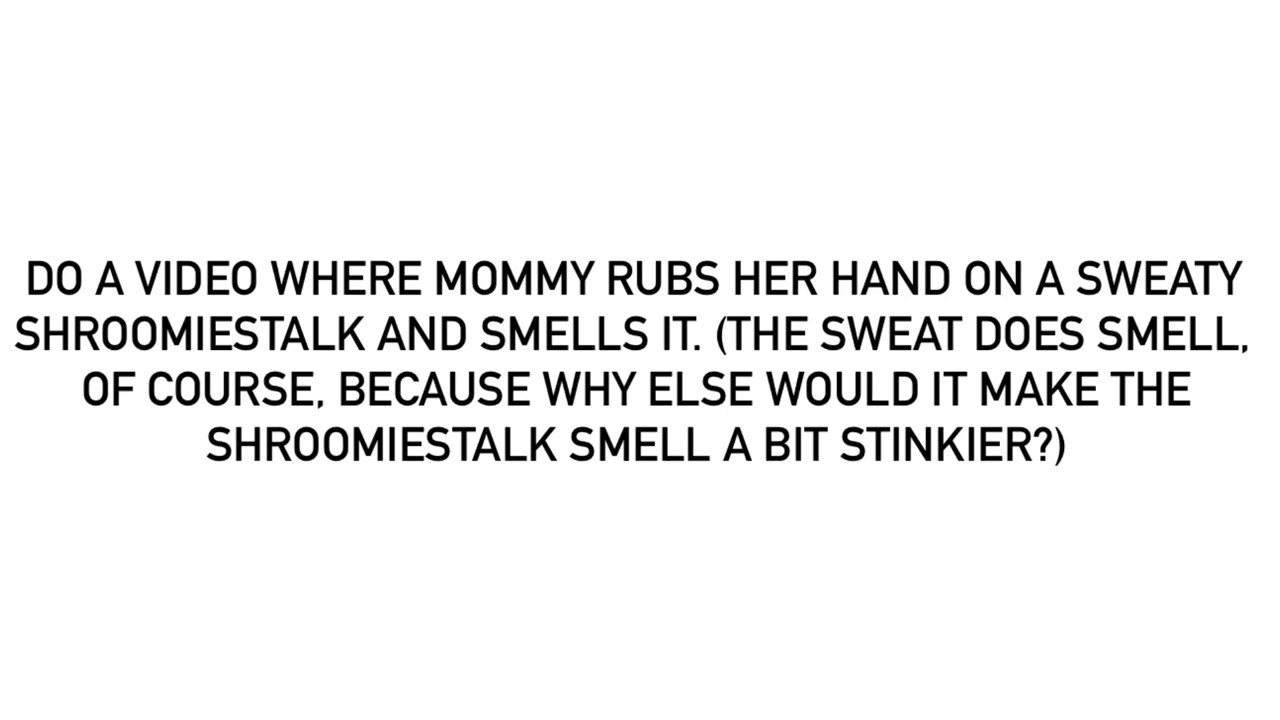 DO A VIDEO WHERE MOMMY RUBS HER HAND ON A SWEATY
SHROOMIESTALK AND SMELLS IT. (THE SWEAT DOES SMELL,
OF COURSE, BECAUSE WHY ELSE WOULD IT MAKE THE
SHROOMIESTALK SMELL A BIT STINKIER?)